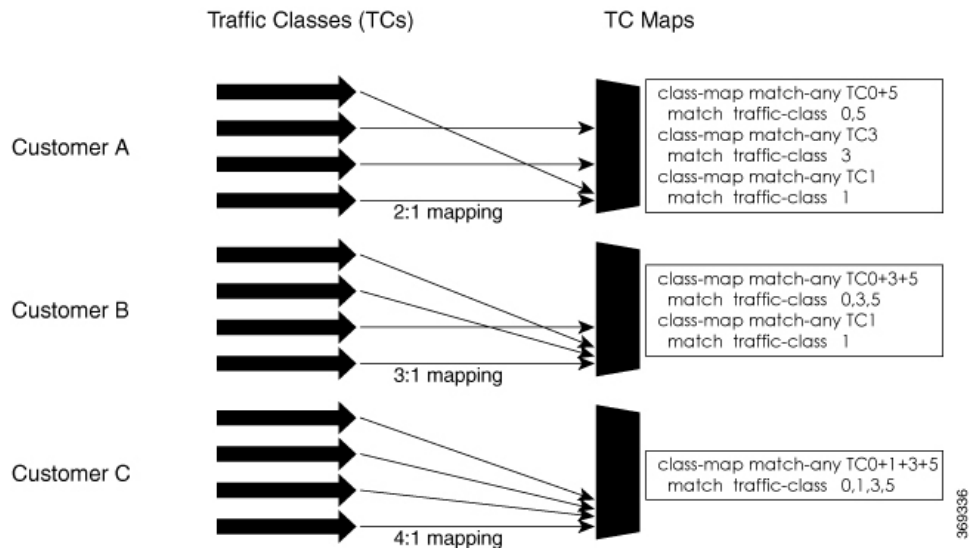 Traffic Classes (TCs) TC Maps
Customer A
2:1 mapping
class-map match-any TC0+5
match traffic-class 0,5
class-map match-any TC3
match traffic-class 3
class-map match-any TC1
match traffic-class 1
Customer B
3:1 mapping
class-map match-any TC0+3+5
match traffic-class 0,3,5
class-map match-any TC1
match traffic-class 1
Customer C
4:1 mapping
class-map match-any TC0+1+3+5
match traffic-class 0,1,3,5
369336